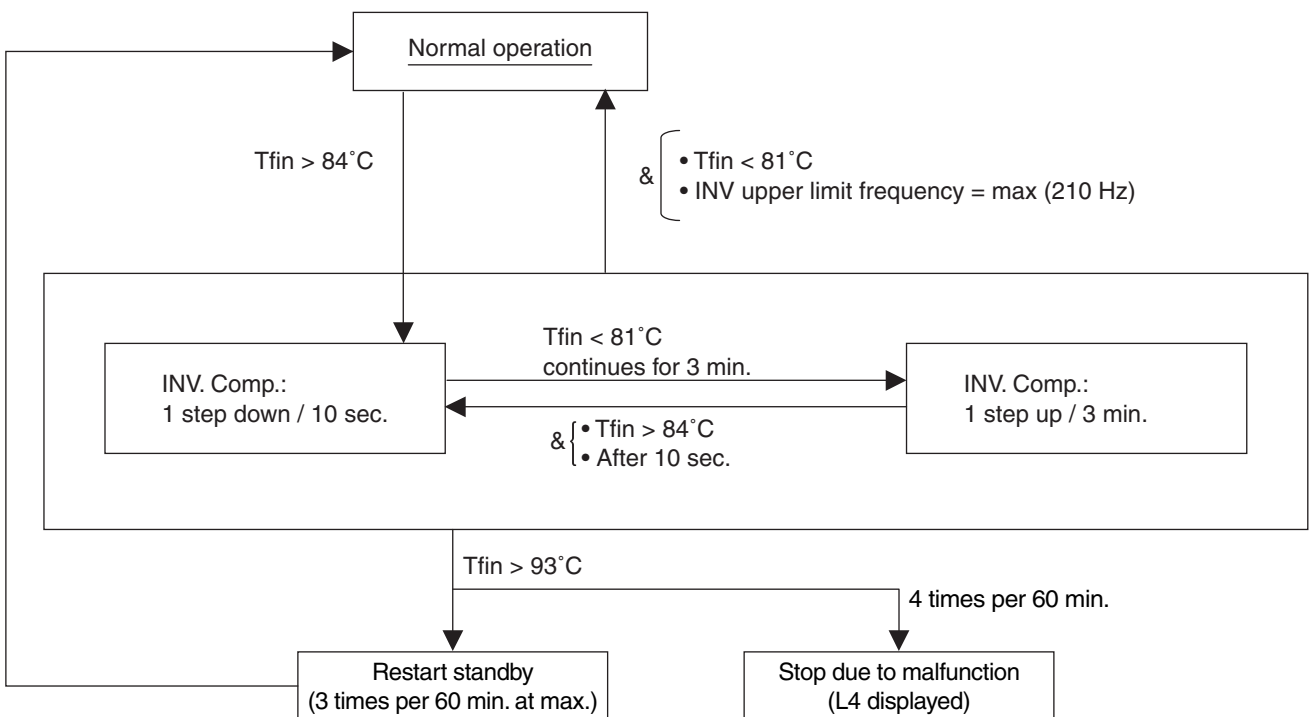 Normal operation
Tfin > 84˚C
&
• Tfin < 81˚C
• INV upper limit frequency = max (210 Hz)
Tfin < 81˚C
continues for 3 min.
INV. Comp.:
1 step down / 10 sec.
INV. Comp.:
1 step up / 3 min.
&
• Tfin > 84˚C
• After 10 sec.
Tfin > 93˚C
4 times per 60 min.
Restart standby
(3 times per 60 min. at max.)
Stop due to malfunction
(L4 displayed)